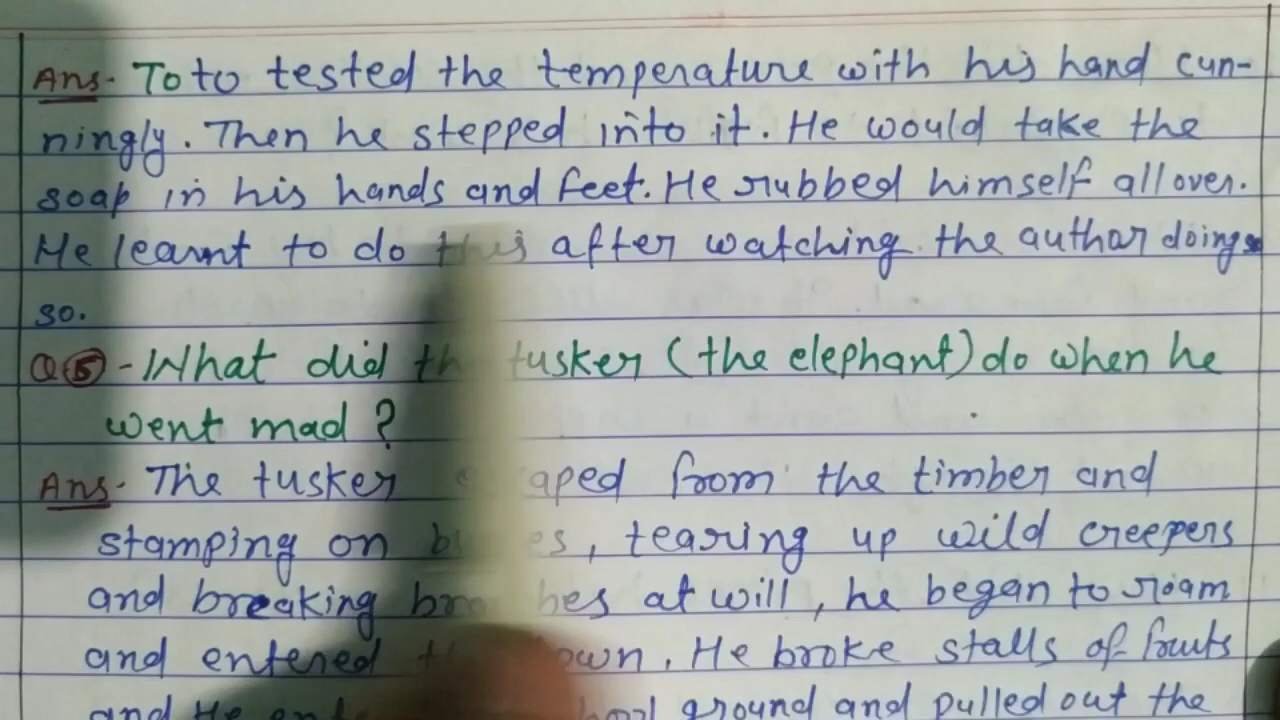 Ans- Toto tested the temperature with his hand cun-
ningly. Then he stepped into it. He would take the
soap in his hands and feet. He rubbed himself all over.
He learnt to do this after watching the author doing
so.
Q5 - What did the tusker (the elephant) do when he
went mad ?
Ans- The tusker from the timber and
stamping on , tearing up wild creepers
and breaking at will, he began to roam
and entered . He broke stalls of fruits
and He ground and pulled out the